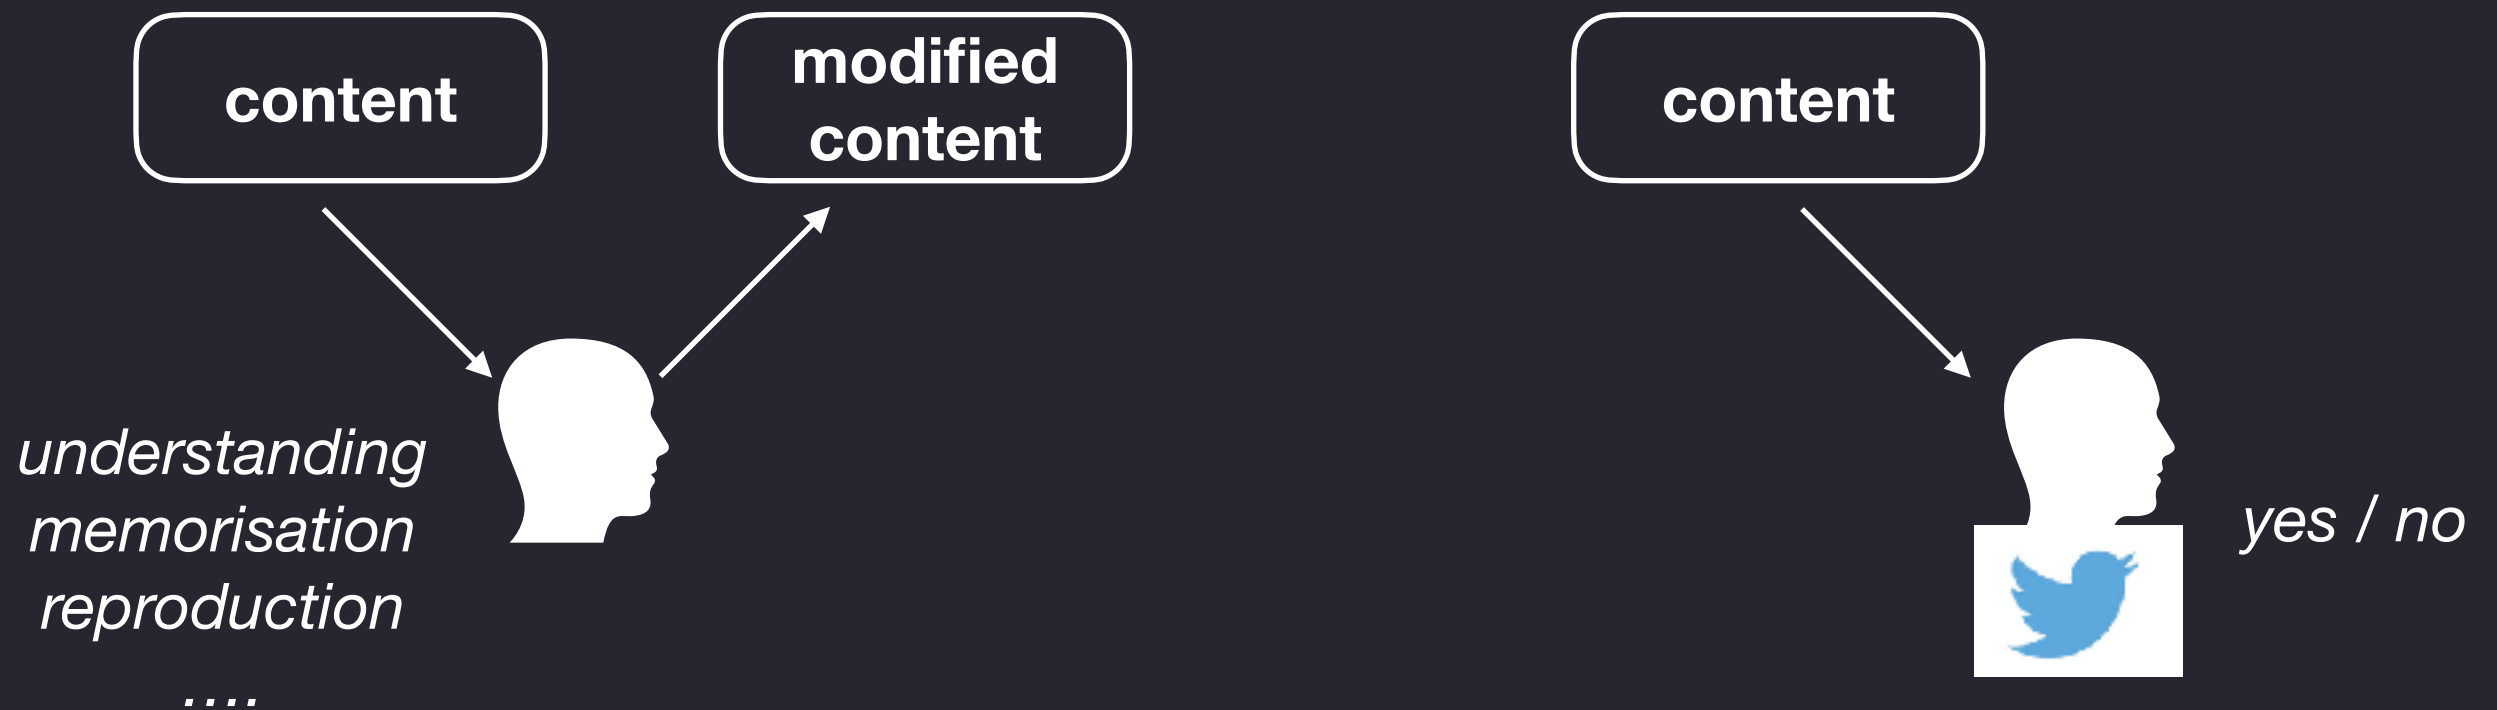 content
modified
content
content
understanding
memorisation
reproduction
....
yes / no